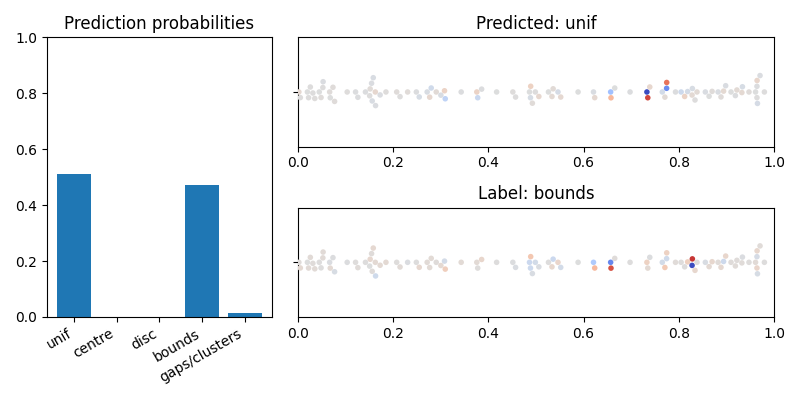 Prediction probabilities
1.0
0.8
0.6
0.4
0.2
0.0
unif
centre
disc
bounds
gaps/clusters
Predicted: unif
0.0 0.2 0.4 0.6 0.8 1.0
Label: bounds
0.0 0.2 0.4 0.6 0.8 1.0